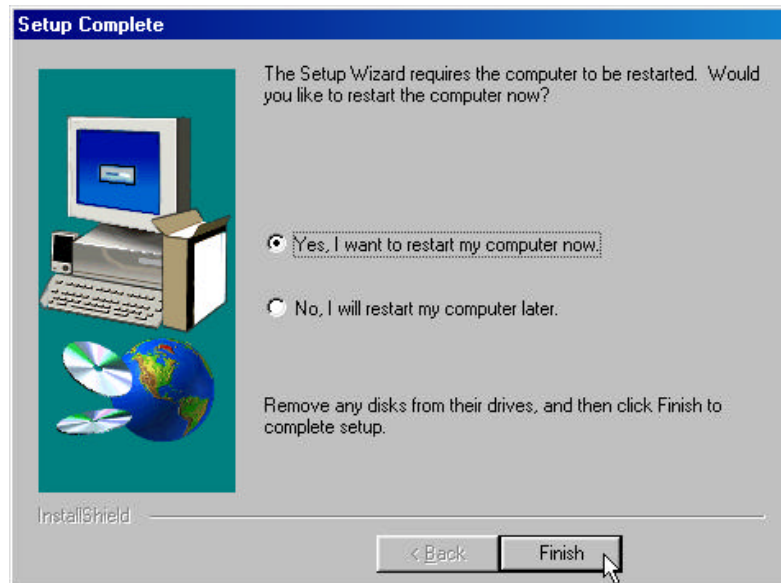 Setup Complete
The Setup Wizard requires the computer to be restarted. Would
you like to restart the computer now?
Yes, I want to restart my computer now.
No, I will restart my computer later.
Remove any disks from their drives, and then click Finish to
complete setup.
InstallShield
< Back
Finish